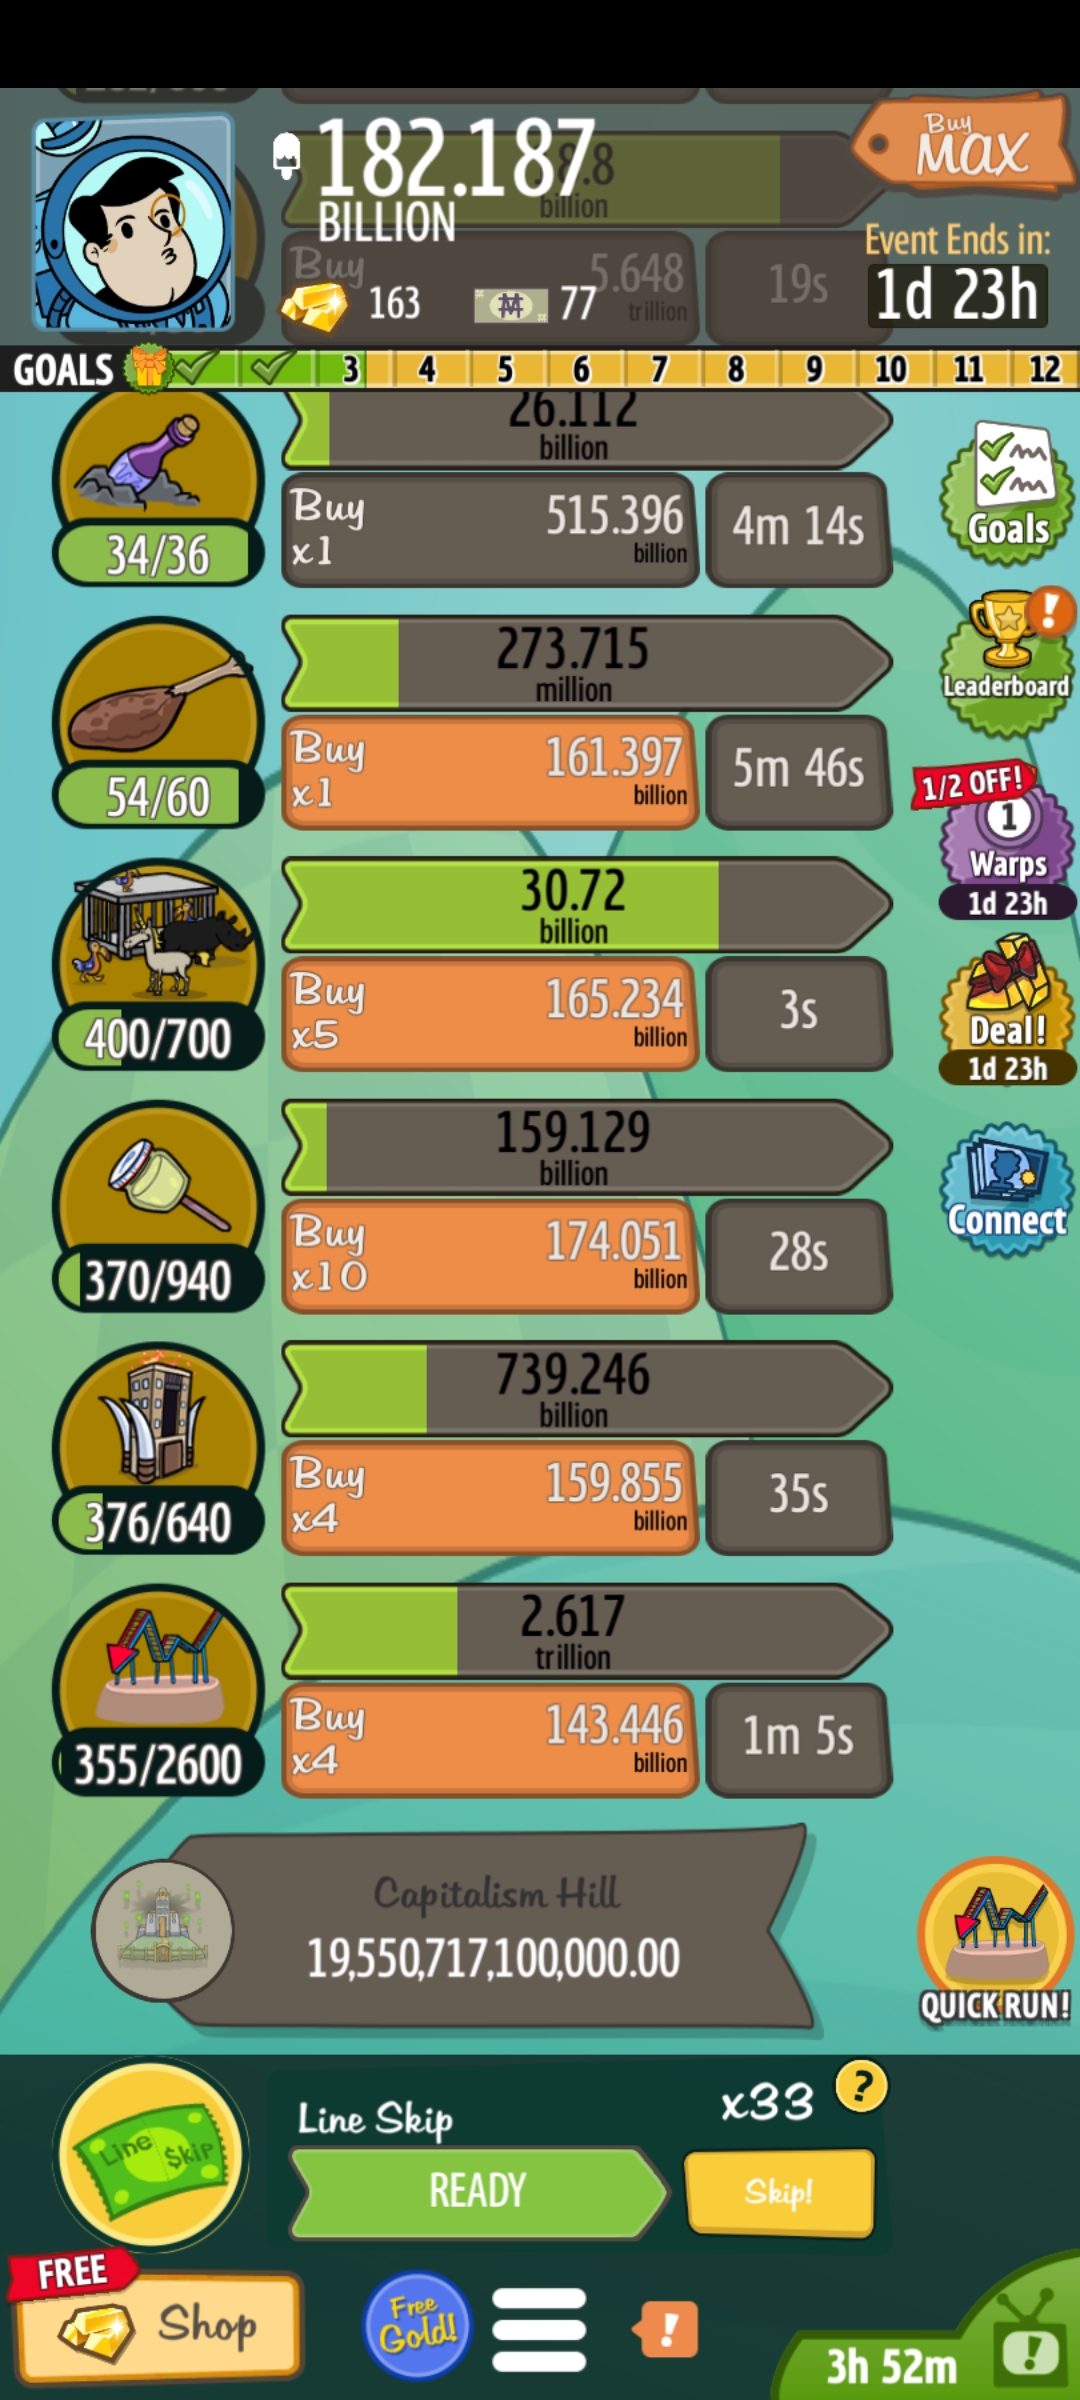 182.187
BILLION
Buy
MAX
.8
billion
Buy
5.648
trillion
19s
163
77
Event Ends in:
1d 23h
GOALS
3
4
5
6
7
8
9
10
11
12
26.112
billion
34/36
Buy
x1
515.396
billion
4m 14s
Goals
273.715
million
54/60
Buy
x1
161.397
billion
5m 46s
!
Leaderboard
1/2 OFF!
1
Warps
1d 23h
30.72
billion
400/700
Buy
x5
165.234
billion
3s
Deal!
1d 23h
159.129
billion
370/940
Buy
x10
174.051
billion
28s
Connect
739.246
billion
376/640
Buy
x4
159.855
billion
35s
2.617
trillion
355/2600
Buy
x4
143.446
billion
1m 5s
Capitalism Hill
19,550,717,100,000.00
QUICK RUN!
Line $kip
Line Skip
x33
?
READY
Skip!
FREE
Shop
Free
Gold!
!
3h 52m
!